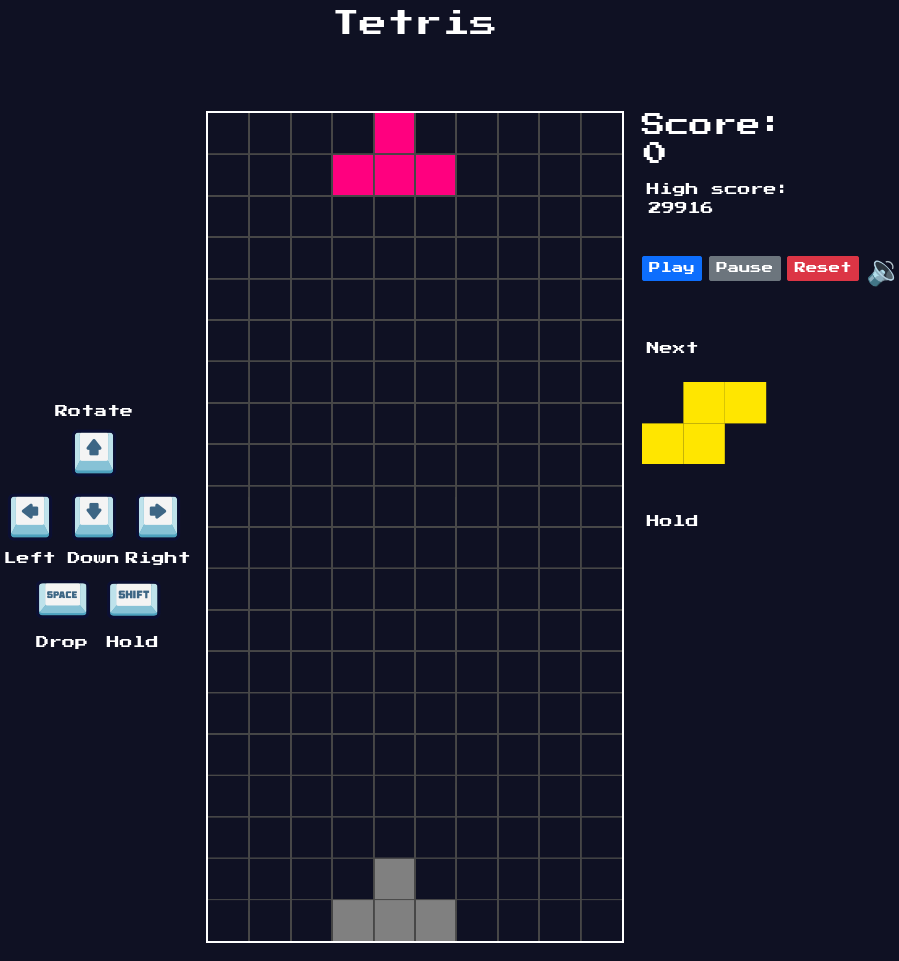 Tetris
Score:
0
High score:
29916
Play Pause Reset
Next
Rotate
Left Down Right
SPACE SHIFT
Drop Hold
Hold